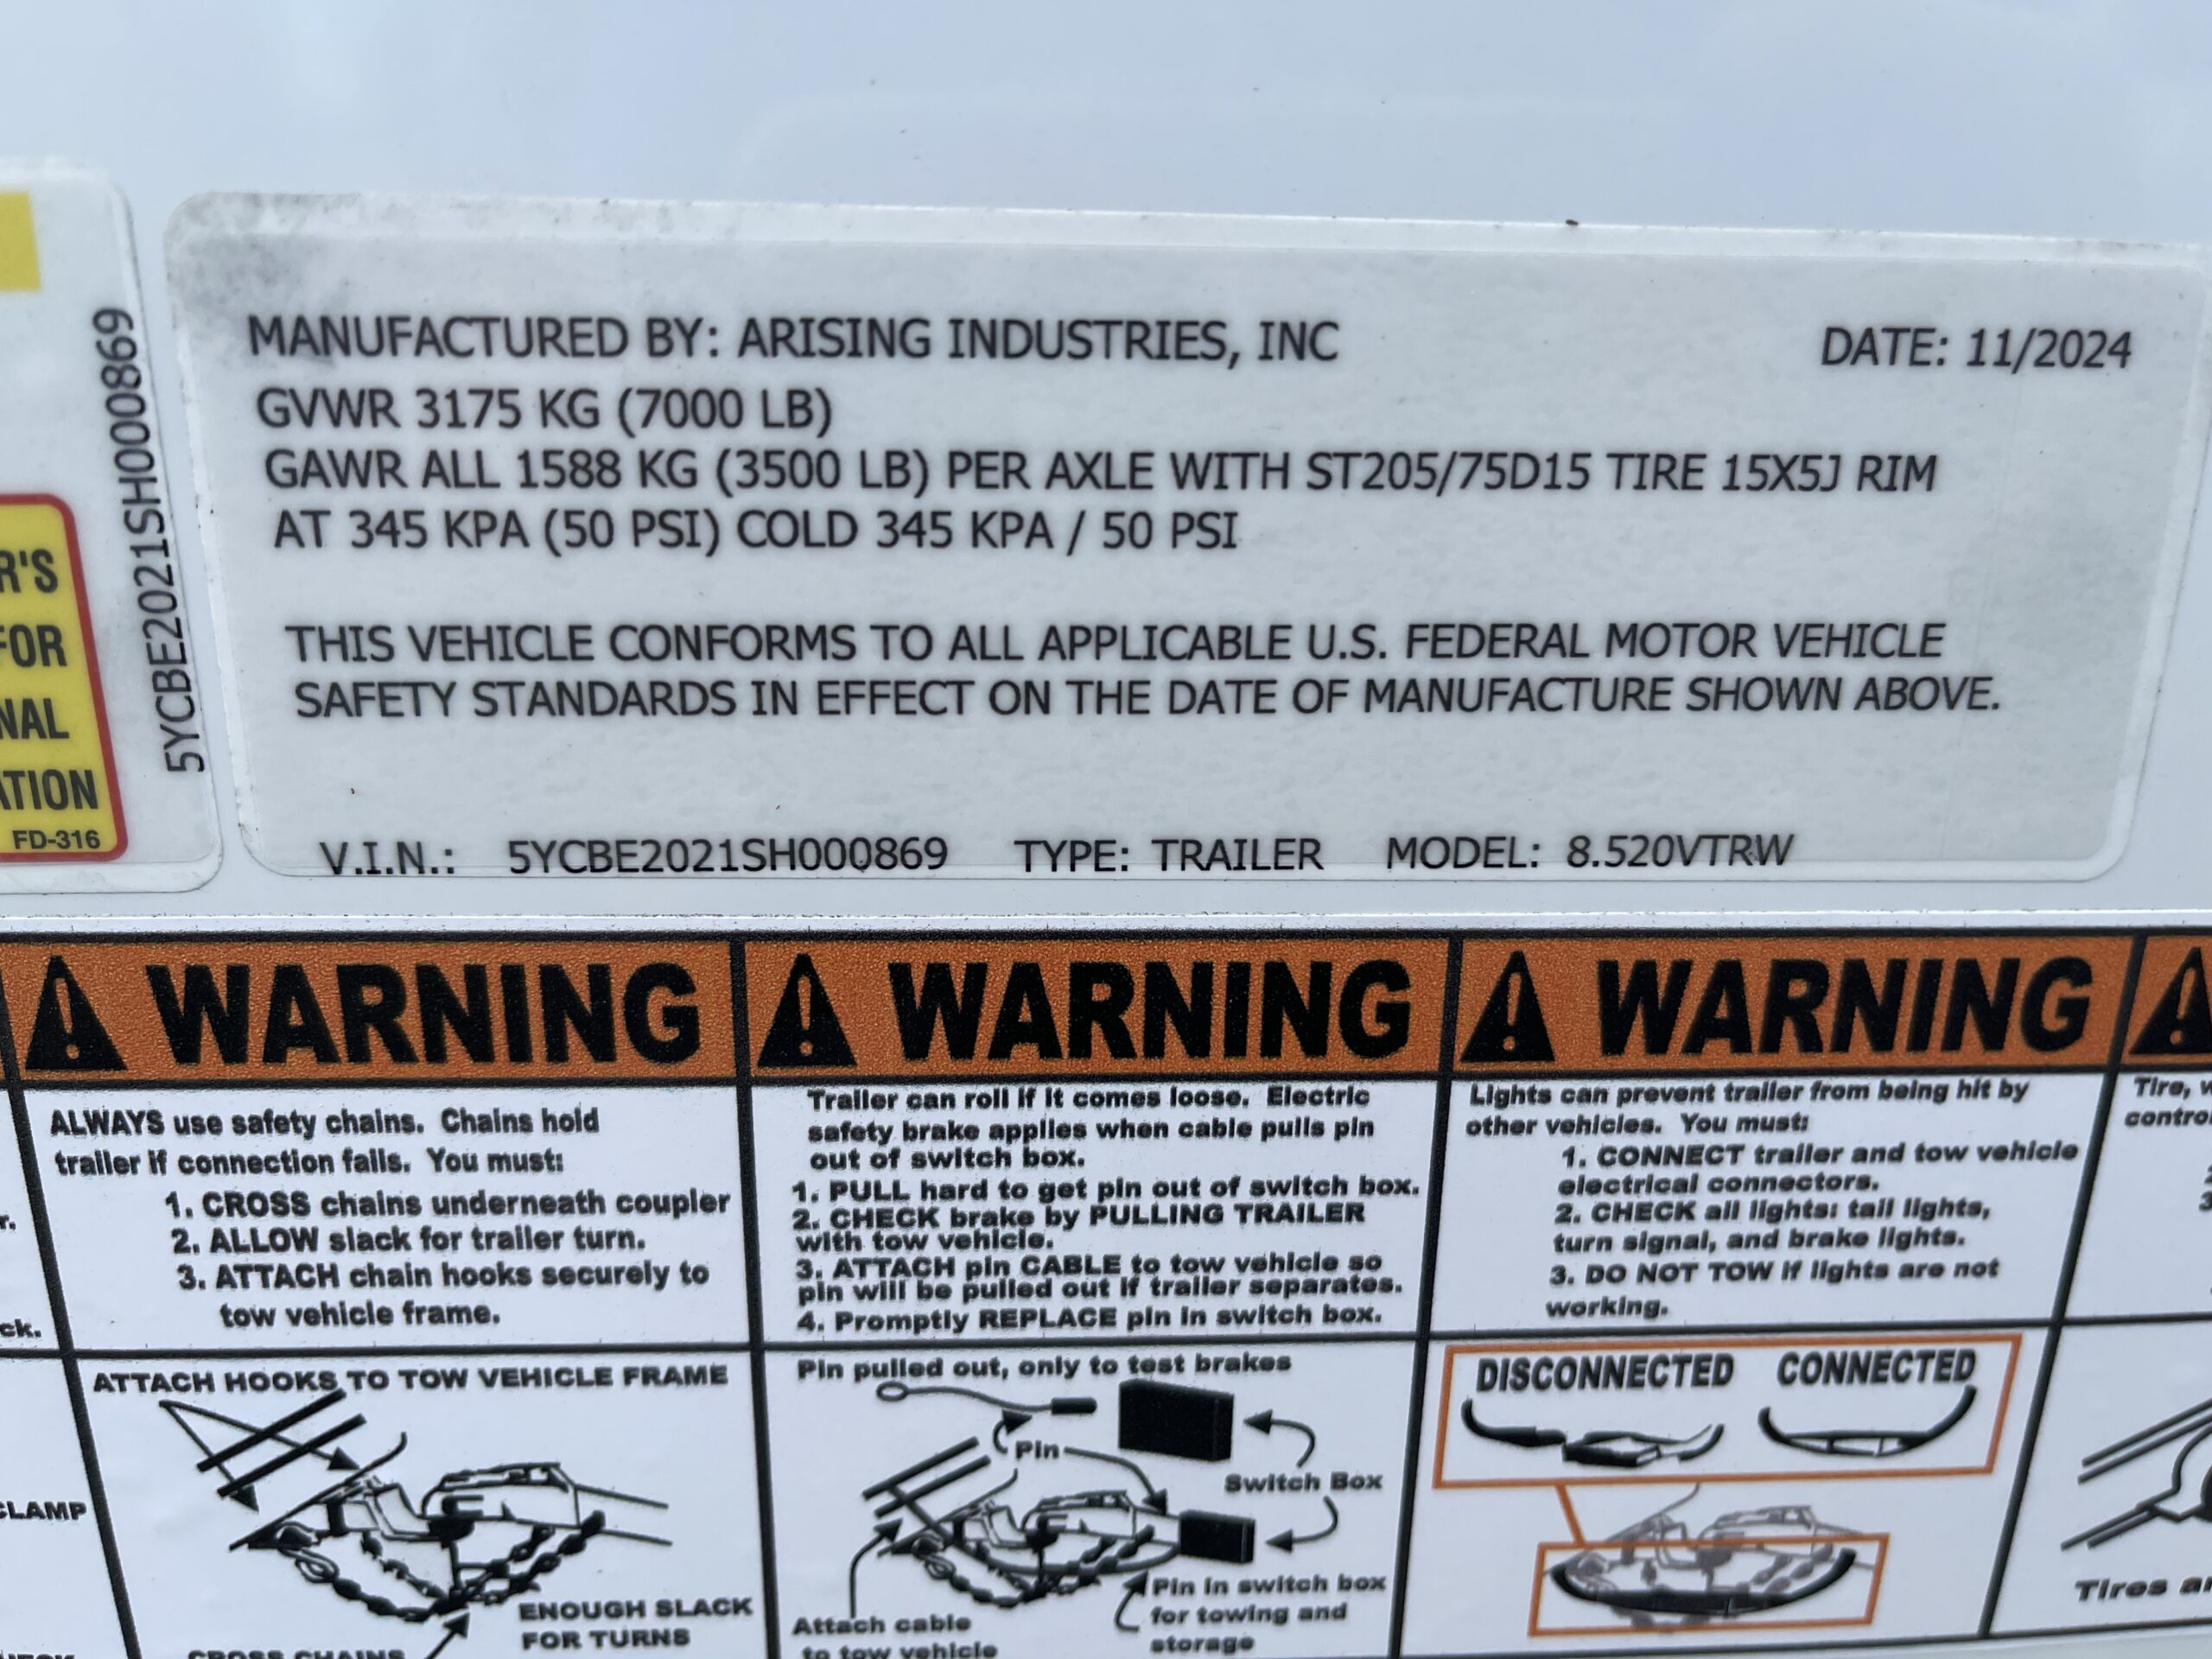 5YCBE2021SH000869
R'S
FOR
NAL
ATION
FD-316
MANUFACTURED BY: ARISING INDUSTRIES, INC DATE: 11/2024
GVWR 3175 KG (7000 LB)
GAWR ALL 1588 KG (3500 LB) PER AXLE WITH ST205/75D15 TIRE 15X5J RIM
AT 345 KPA (50 PSI) COLD 345 KPA / 50 PSI
THIS VEHICLE CONFORMS TO ALL APPLICABLE U.S. FEDERAL MOTOR VEHICLE
SAFETY STANDARDS IN EFFECT ON THE DATE OF MANUFACTURE SHOWN ABOVE.
V.I.N.: 5YCBE2021SH000869 TYPE: TRAILER MODEL: 8.520VTRW
r.
ck.
CLAMP
WARNING
ALWAYS use safety chains. Chains hold
trailer if connection fails. You must:
1. CROSS chains underneath coupler
2. ALLOW slack for trailer turn.
3. ATTACH chain hooks securely to
tow vehicle frame.
ATTACH HOOKS TO TOW VEHICLE FRAME
ENOUGH SLACK
FOR TURNS
CROSS CHAINS
WARNING
Trailer can roll if it comes loose. Electric
safety brake applies when cable pulls pin
out of switch box.
1. PULL hard to get pin out of switch box.
2. CHECK brake by PULLING TRAILER
with tow vehicle.
3. ATTACH pin CABLE to tow vehicle so
pin will be pulled out if trailer separates.
4. Promptly REPLACE pin in switch box.
Pin pulled out, only to test brakes
Pin
Switch Box
Pin in switch box
for towing and
storage
Attach cable
to tow vehicle
WARNING
Lights can prevent trailer from being hit by
other vehicles. You must:
1. CONNECT trailer and tow vehicle
electrical connectors.
2. CHECK all lights: tail lights,
turn signal, and brake lights.
3. DO NOT TOW if lights are not
working.
DISCONNECTED CONNECTED
Tire,
contro
Tires